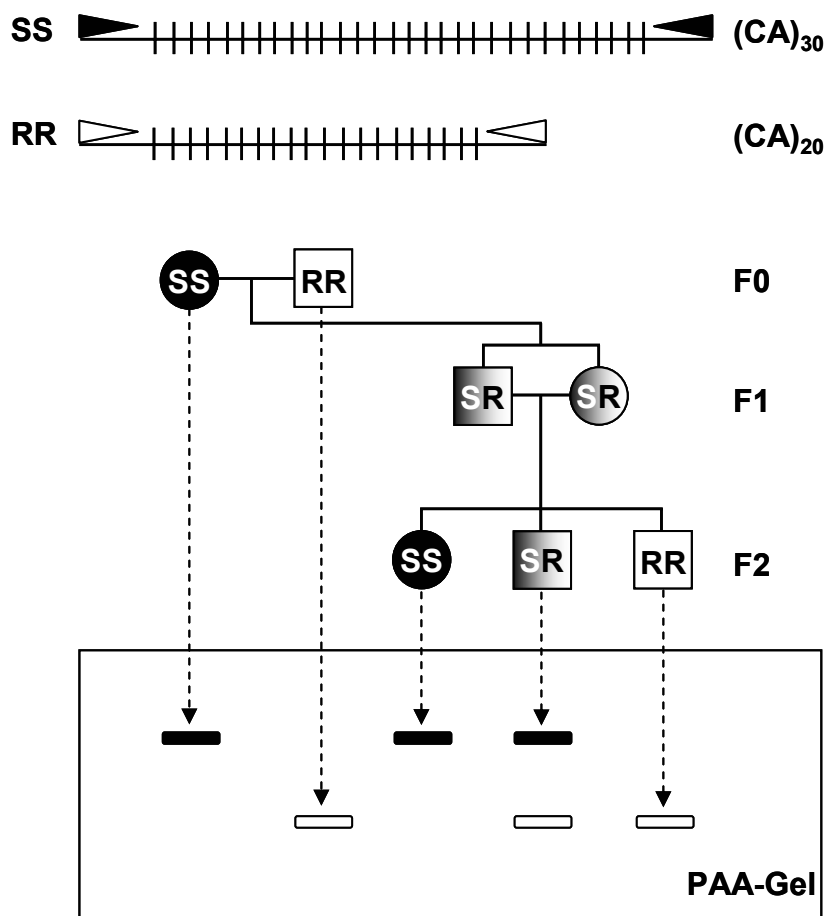 SS (CA)30
RR (CA)20
SS RR F0
SR SR F1
SS SR RR F2
PAA-Gel